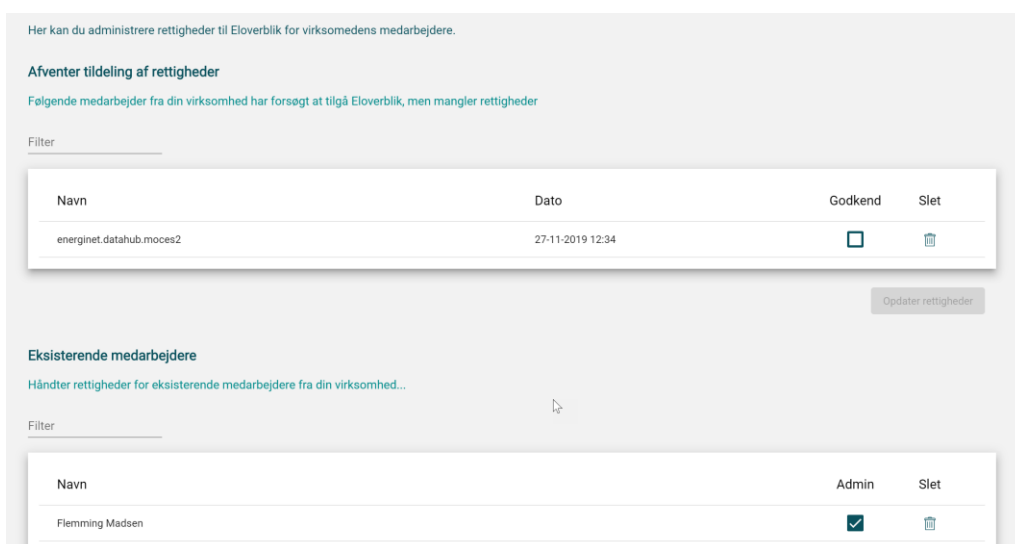 Her kan du administrere rettigheder til Eloverblik for virksomedens medarbejdere.
Afventer tildeling af rettigheder
Følgende medarbejder fra din virksomhed har forsøgt at tilgå Eloverblik, men mangler rettigheder
Filter
Navn Dato Godkend Slet
energinet.datahub.moces2 27-11-2019 12:34
Opdater rettigheder
Eksisterende medarbejdere
Håndter rettigheder for eksisterende medarbejdere fra din virksomhed...
Filter
Navn Admin Slet
Flemming Madsen